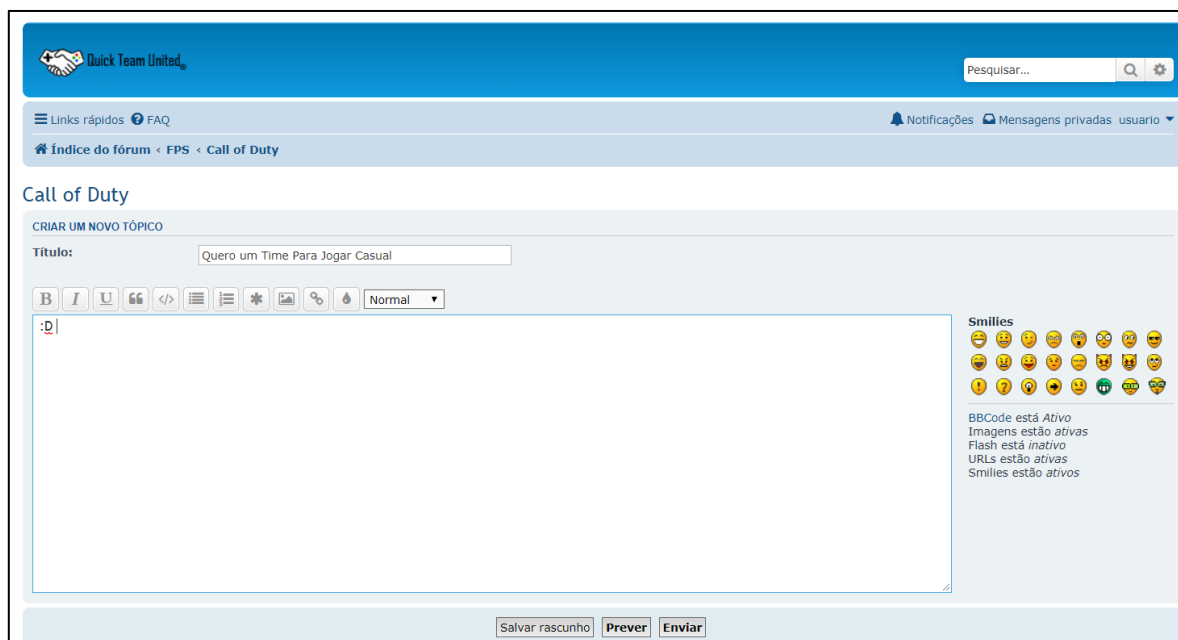 Quick Team United®
Pesquisar...
Links rápidos FAQ
Notificações Mensagens privadas usuario
Índice do fórum ‹ FPS ‹ Call of Duty
Call of Duty
CRIAR UM NOVO TÓPICO
Título: Quero um Time Para Jogar Casual
B I U Normal
:D
Smilies
BBCode está Ativo
Imagens estão ativas
Flash está inativo
URLs estão ativas
Smilies estão ativos
Salvar rascunho Prever Enviar